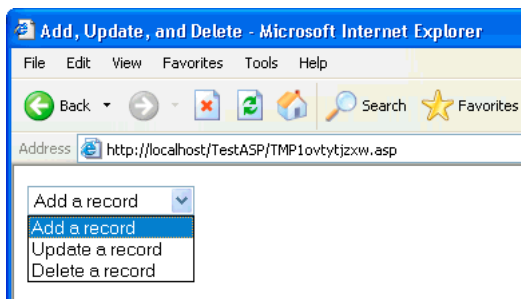 Add, Update, and Delete - Microsoft Internet Explorer
File Edit View Favorites Tools Help
Back Search Favorites
Address http://localhost/TestASP/TMP1ovtytjzxw.asp
Add a record
Add a record
Update a record
Delete a record